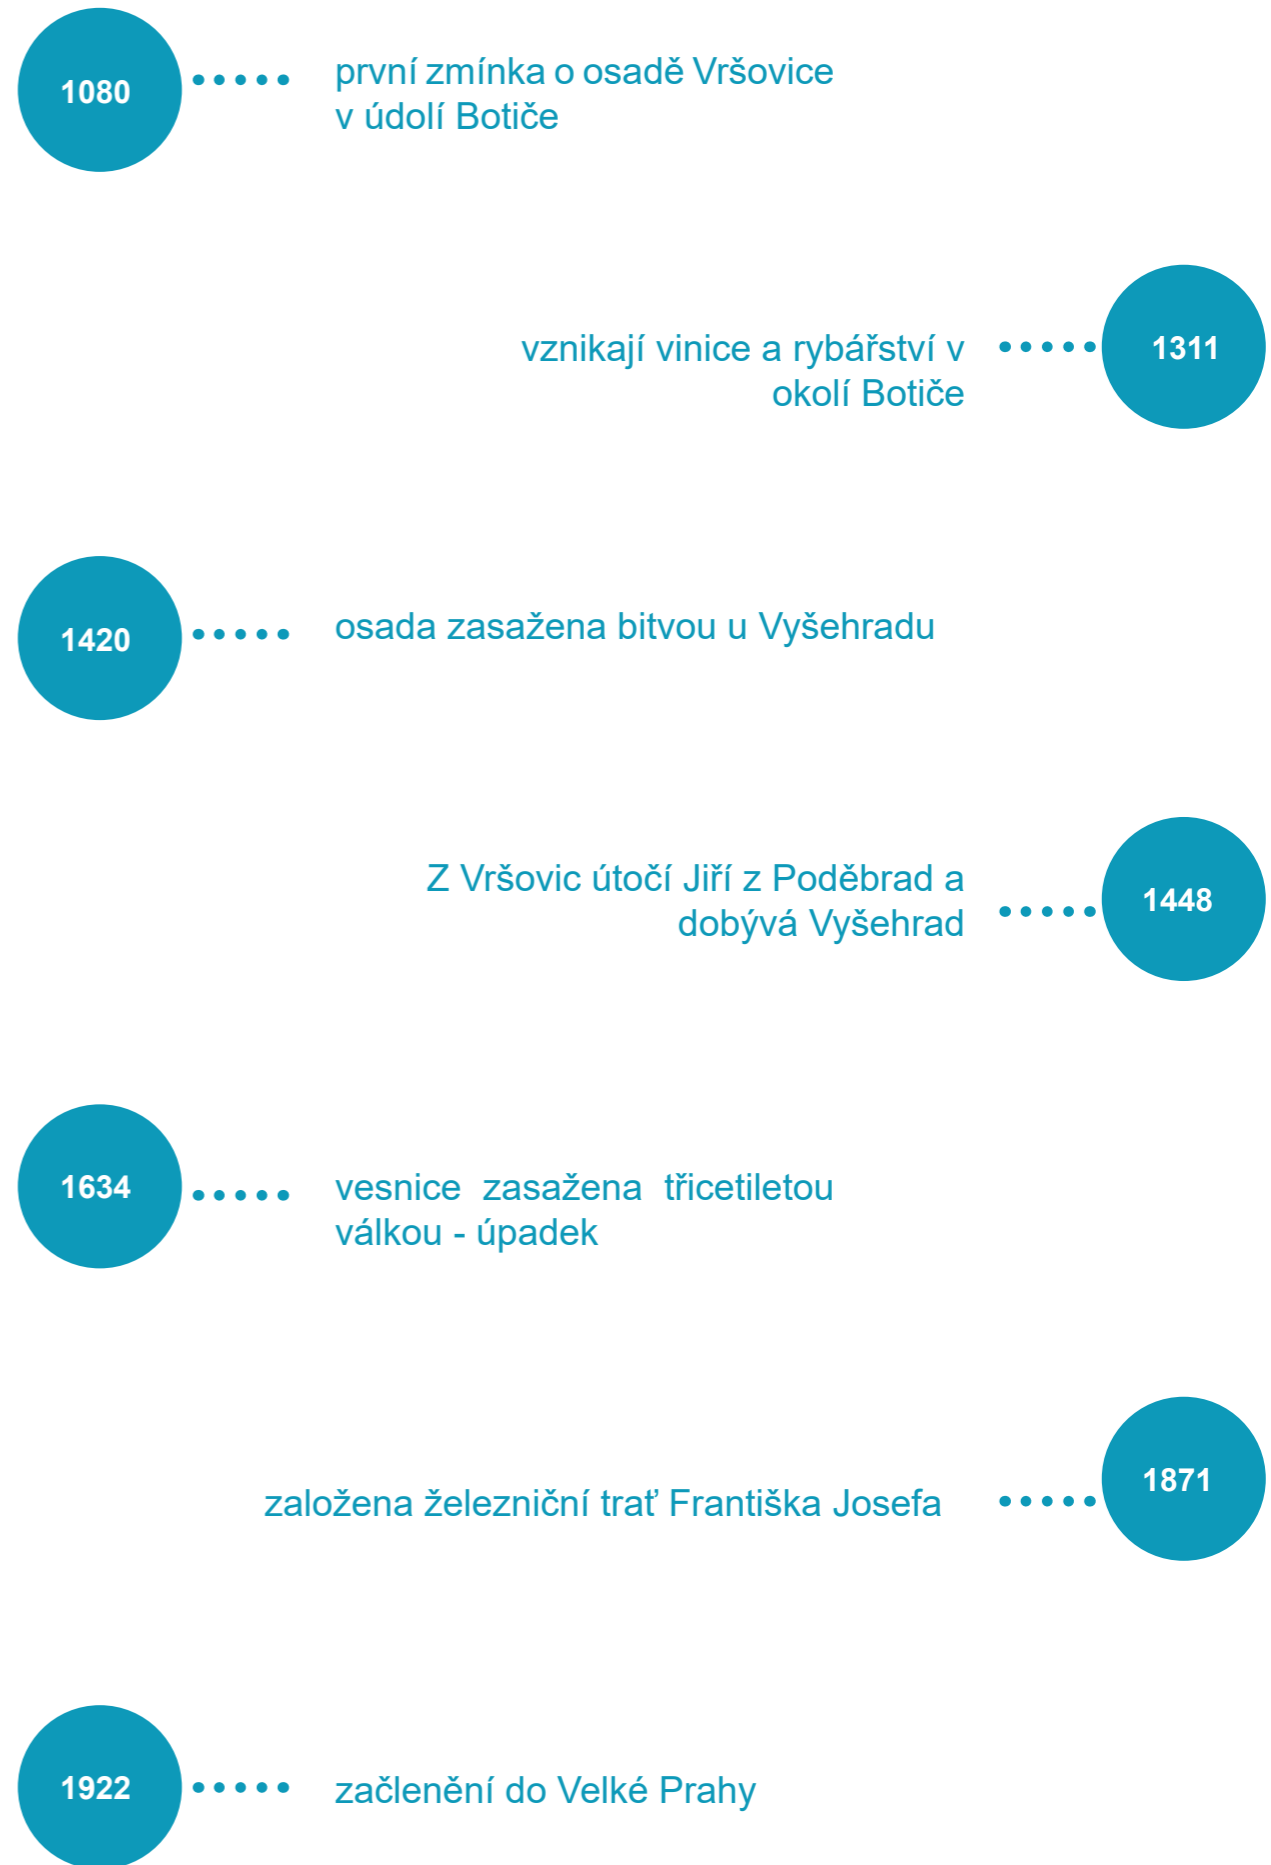 1080
první zmínka o osadě Vršovice
v údolí Botiče
vznikají vinice a rybářství v
okolí Botiče
1311
1420
osada zasažena bitvou u Vyšehradu
Z Vršovic útočí Jiří z Poděbrad a
dobývá Vyšehrad
1448
1634
vesnice zasažena třicetiletou
válkou - úpadek
založena železniční trať Františka Josefa
1871
1922
začlenění do Velké Prahy